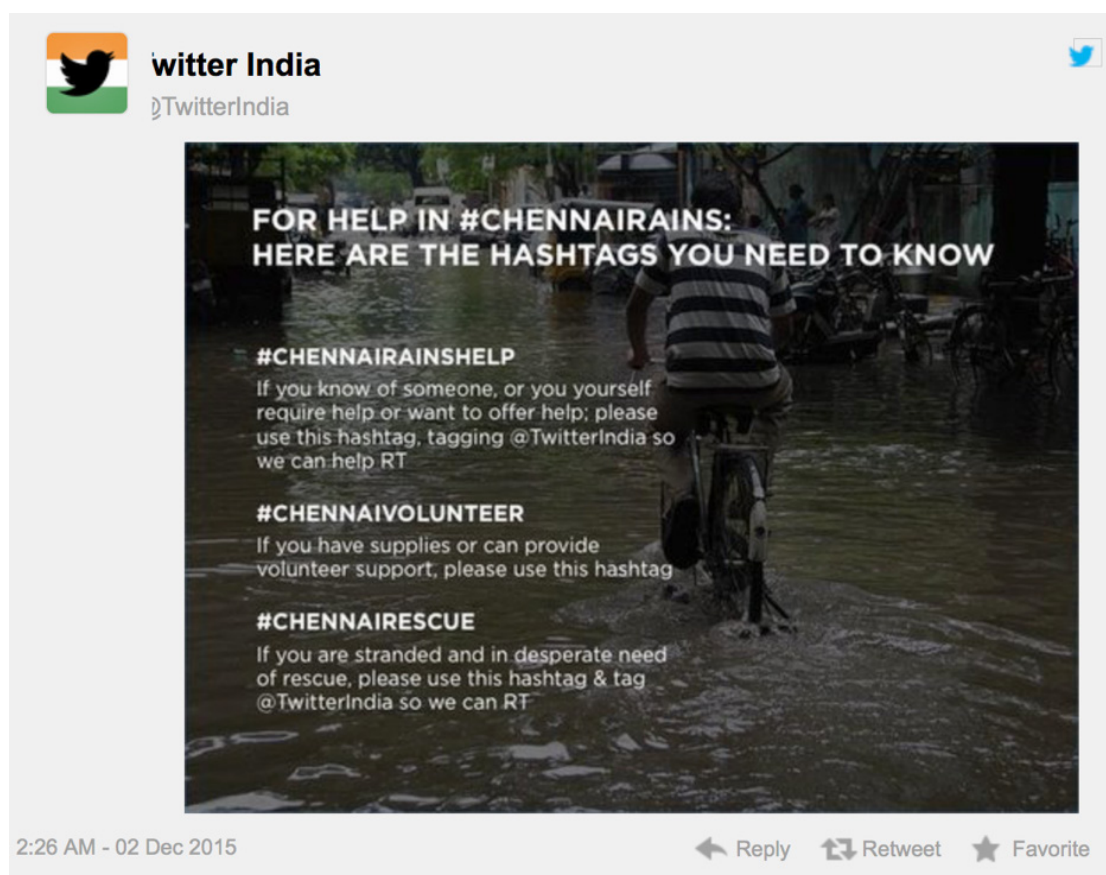 witter India
@TwitterIndia
FOR HELP IN #CHENNAIRAINS:
HERE ARE THE HASHTAGS YOU NEED TO KNOW
#CHENNAIRAINSHELP
If you know of someone, or you yourself
require help or want to offer help; please
use this hashtag, tagging @TwitterIndia so
we can help RT
#CHENNAIVOLUNTEER
If you have supplies or can provide
volunteer support, please use this hashtag
#CHENNAIRESCUE
If you are stranded and in desperate need
of rescue, please use this hashtag & tag
@TwitterIndia so we can RT
2:26 AM - 02 Dec 2015
Reply Retweet Favorite